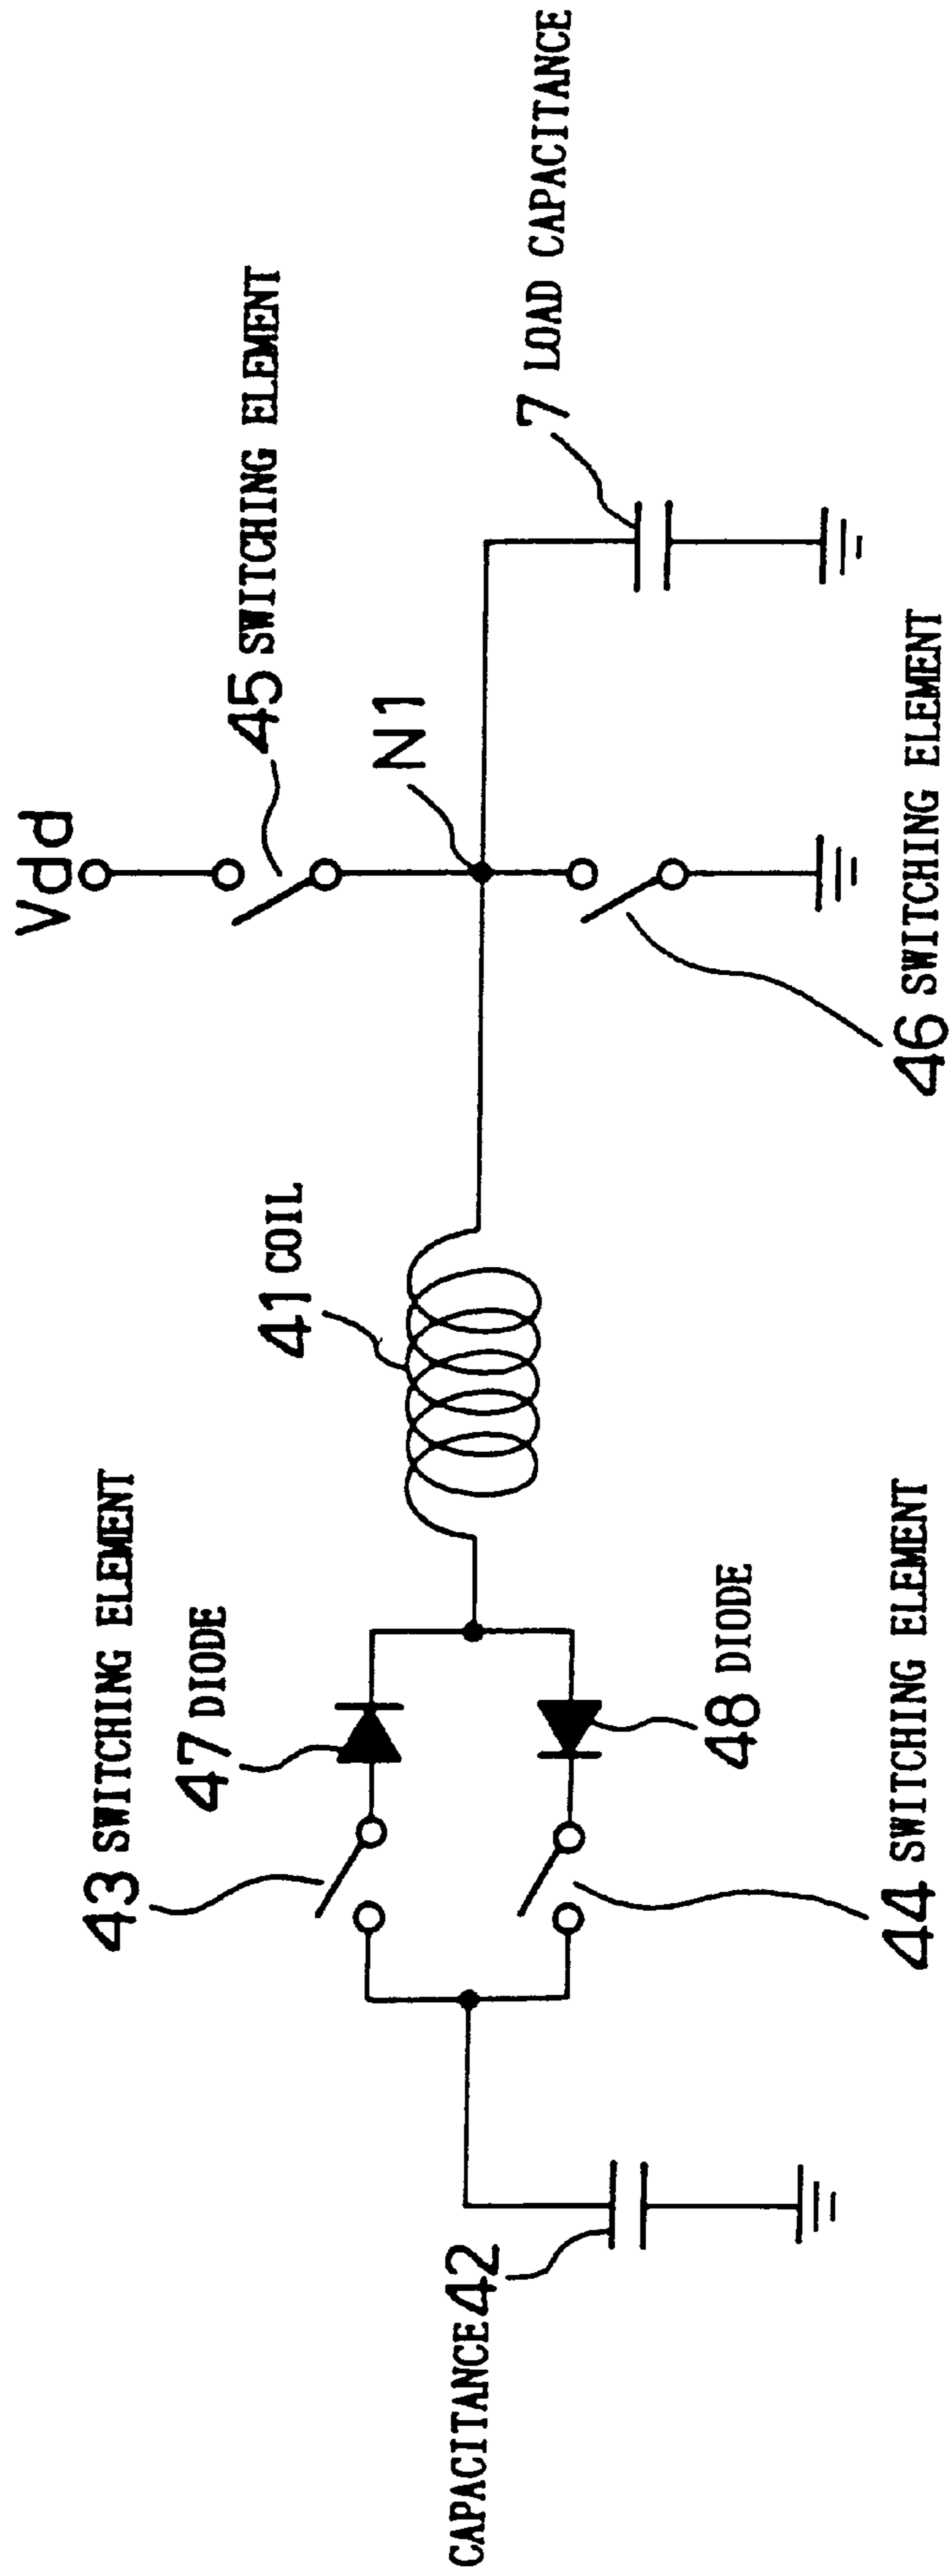 Vdd
45 SWITCHING ELEMENT
43 SWITCHING ELEMENT
47 DIODE
41 COIL
N1
7 LOAD CAPACITANCE
CAPACITANCE 42
48 DIODE
44 SWITCHING ELEMENT
46 SWITCHING ELEMENT